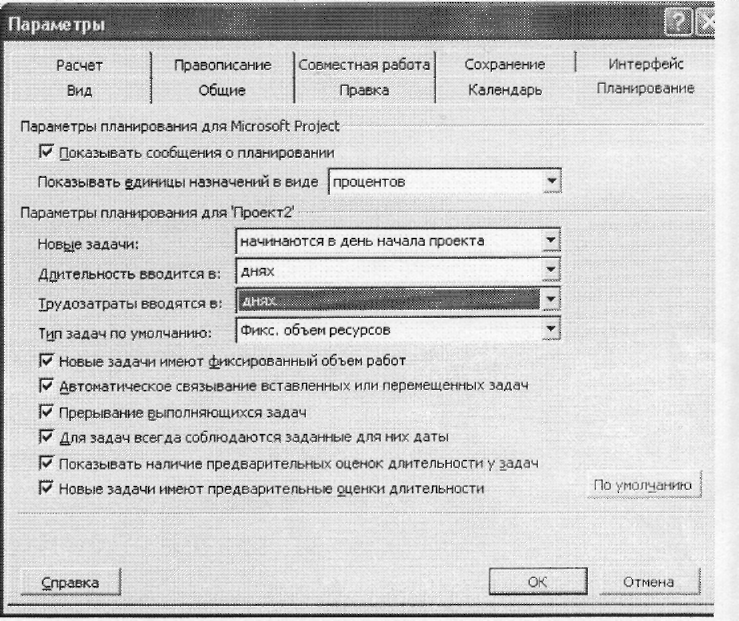 Параметры
Расчет Правописание Совместная работа Сохранение Интерфейс
Вид Общие Правка Календарь Планирование
Параметры планирования для Microsoft Project
Показывать сообщения о планировании
Показывать единицы назначений в виде процентов
Параметры планирования для 'Проект2'
Новые задачи: начинаются в день начала проекта
Длительность вводится в: днях
Трудозатраты вводятся в: днях
Тип задач по умолчанию: Фикс. объем ресурсов
Новые задачи имеют фиксированный объем работ
Автоматическое связывание вставленных или перемещенных задач
Прерывание выполняющихся задач
Для задач всегда соблюдаются заданные для них даты
Показывать наличие предварительных оценок длительности у задач
Новые задачи имеют предварительные оценки длительности
По умолчанию
Справка ОК Отмена